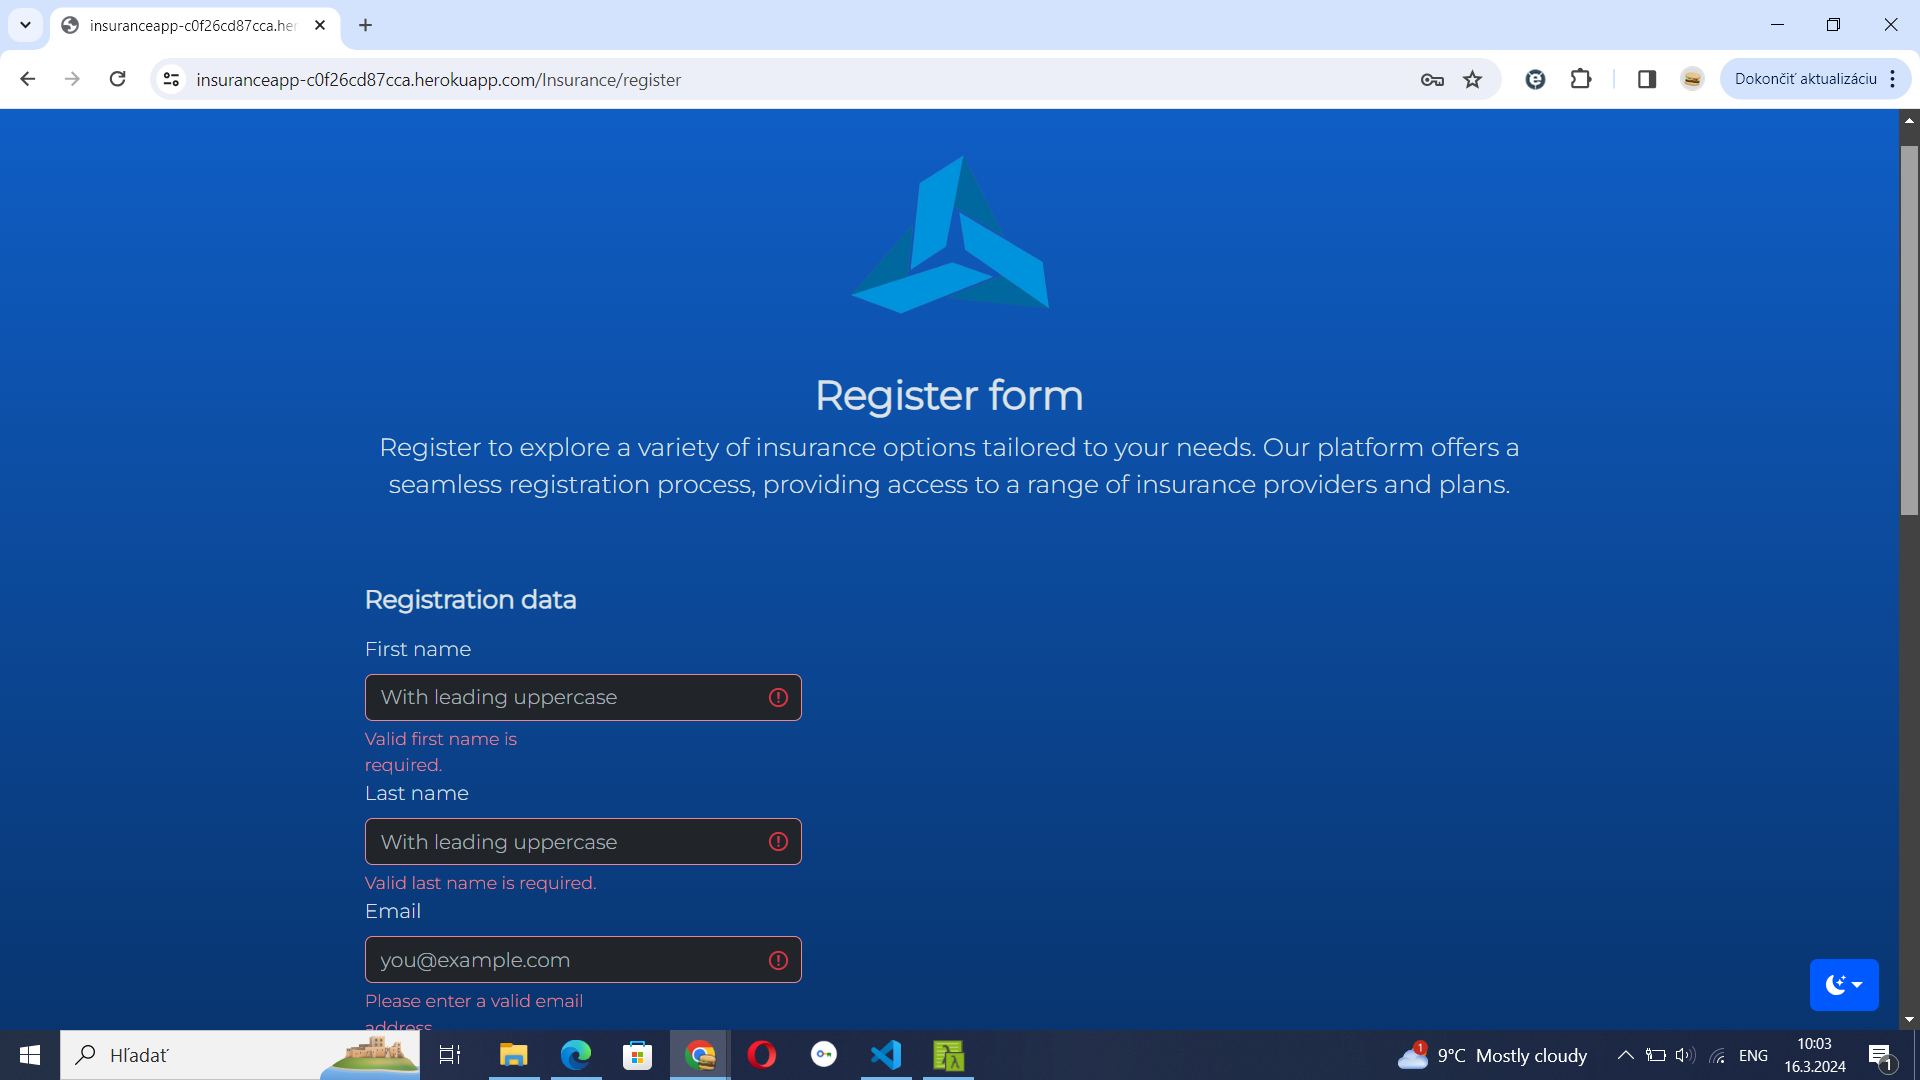 insuranceapp-c0f26cd87cca.her
insuranceapp-c0f26cd87cca.herokuapp.com/Insurance/register
Dokončiť aktualizáciu
Register form
Register to explore a variety of insurance options tailored to your needs. Our platform offers a
seamless registration process, providing access to a range of insurance providers and plans.
Registration data
First name
With leading uppercase
Valid first name is
required.
Last name
With leading uppercase
Valid last name is required.
Email
you@example.com
Please enter a valid email
address
Hľadať
1
9°C Mostly cloudy
ENG
10:03
16.3.2024
1